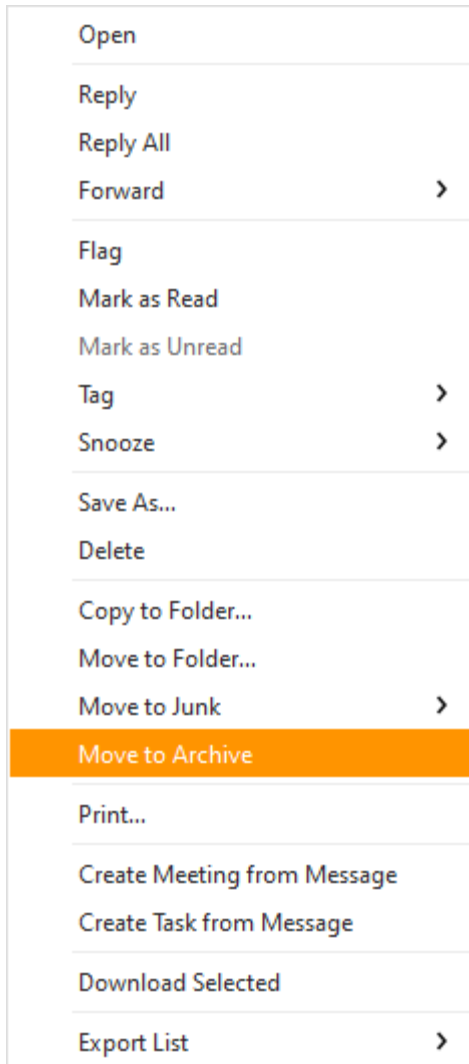 Open
Reply
Reply All
Forward
Flag
Mark as Read
Mark as Unread
Tag
Snooze
Save As...
Delete
Copy to Folder...
Move to Folder...
Move to Junk
Move to Archive
Print...
Create Meeting from Message
Create Task from Message
Download Selected
Export List